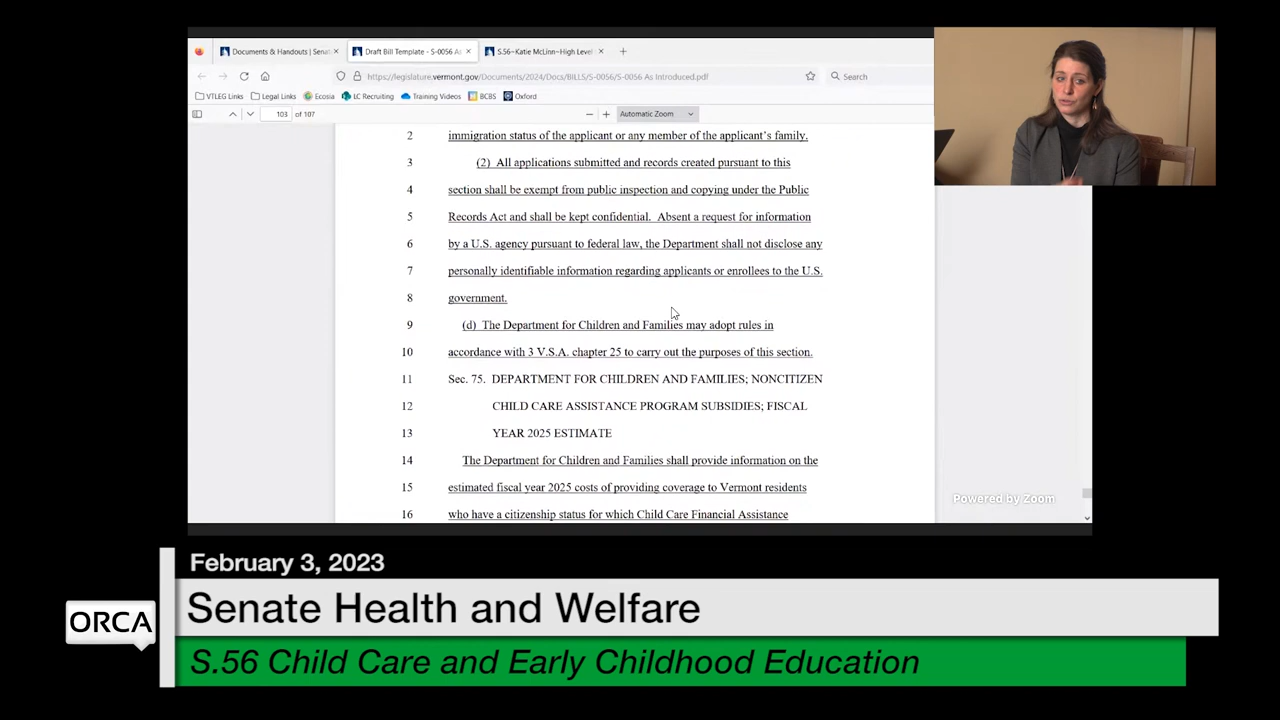 Documents & Handouts | Sena
Draft Bill Template - S-0056 As
S.56~Katie McLinn~High Level
https://legislature.vermont.gov/Documents/2024/Docs/BILLS/S-0056/S-0056 As Introduced.pdf
Search
VTLEG Links
Legal Links
Ecosia
LC Recruiting
Training Videos
BCBS
Oxford
103 of 107
Automatic Zoom
2 immigration status of the applicant or any member of the applicant's family.
3 (2) All applications submitted and records created pursuant to this
4 section shall be exempt from public inspection and copying under the Public
5 Records Act and shall be kept confidential. Absent a request for information
6 by a U.S. agency pursuant to federal law, the Department shall not disclose any
7 personally identifiable information regarding applicants or enrollees to the U.S.
8 government.
9 (d) The Department for Children and Families may adopt rules in
10 accordance with 3 V.S.A. chapter 25 to carry out the purposes of this section.
11 Sec. 75. DEPARTMENT FOR CHILDREN AND FAMILIES; NONCITIZEN
12 CHILD CARE ASSISTANCE PROGRAM SUBSIDIES; FISCAL
13 YEAR 2025 ESTIMATE
14 The Department for Children and Families shall provide information on the
15 estimated fiscal year 2025 costs of providing coverage to Vermont residents
16 who have a citizenship status for which Child Care Financial Assistance
Powered by Zoom
February 3, 2023
ORCA
Senate Health and Welfare
S.56 Child Care and Early Childhood Education